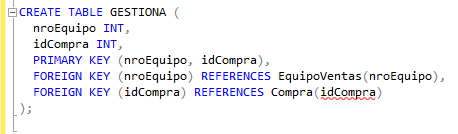 CREATE TABLE GESTIONA (
nroEquipo INT,
idCompra INT,
PRIMARY KEY (nroEquipo, idCompra),
FOREIGN KEY (nroEquipo) REFERENCES EquipoVentas(nroEquipo),
FOREIGN KEY (idCompra) REFERENCES Compra(idCompra)
);